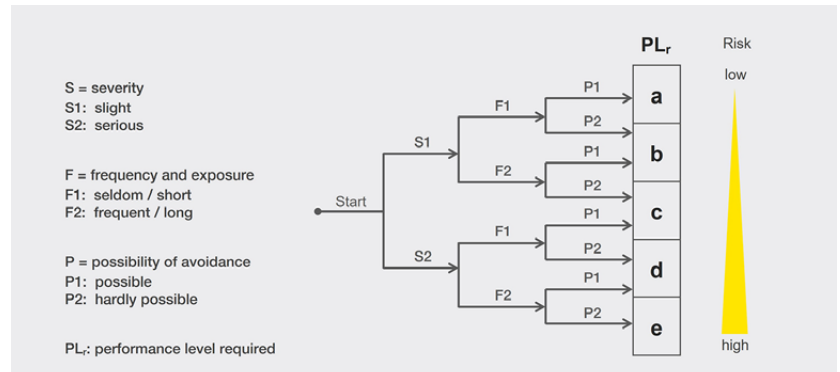 PLr
Risk
low
S = severity
S1: slight
S2: serious
F = frequency and exposure
F1: seldom / short
F2: frequent / long
P = possibility of avoidance
P1: possible
P2: hardly possible
PLr: performance level required
Start
S1
S2
F1
F2
F1
F2
P1
P2
P1
P2
P1
P2
P1
P2
a
b
c
d
e
high